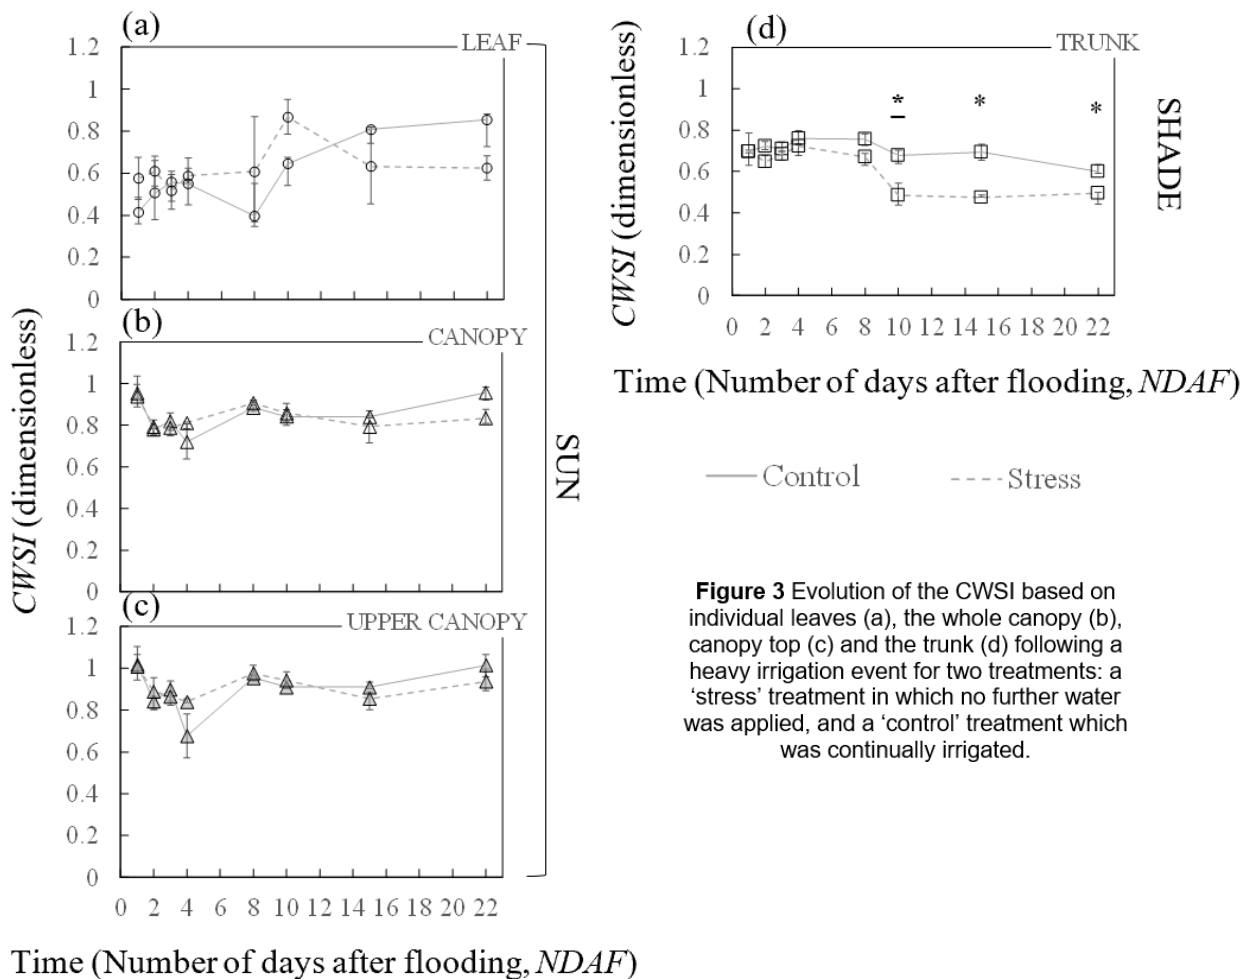 (a)
LEAF
1.2
1
0.8
0.6
0.4
0.2
0
(b)
CANOPY
1.2
1
0.8
0.6
0.4
0.2
0
(c)
UPPER CANOPY
1.2
1
0.8
0.6
0.4
0.2
0
0 2 4 6 8 10 12 14 16 18 20 22
CWSI (dimensionless)
SUN
Time (Number of days after flooding, NDAF)
(d)
TRUNK
1.2
1
0.8
0.6
0.4
0.2
0
* * *
0 2 4 6 8 10 12 14 16 18 20 22
CWSI (dimensionless)
SHADE
Time (Number of days after flooding, NDAF)
Control Stress
Figure 3 Evolution of the CWSI based on
individual leaves (a), the whole canopy (b),
canopy top (c) and the trunk (d) following a
heavy irrigation event for two treatments: a
‘stress’ treatment in which no further water
was applied, and a ‘control’ treatment which
was continually irrigated.